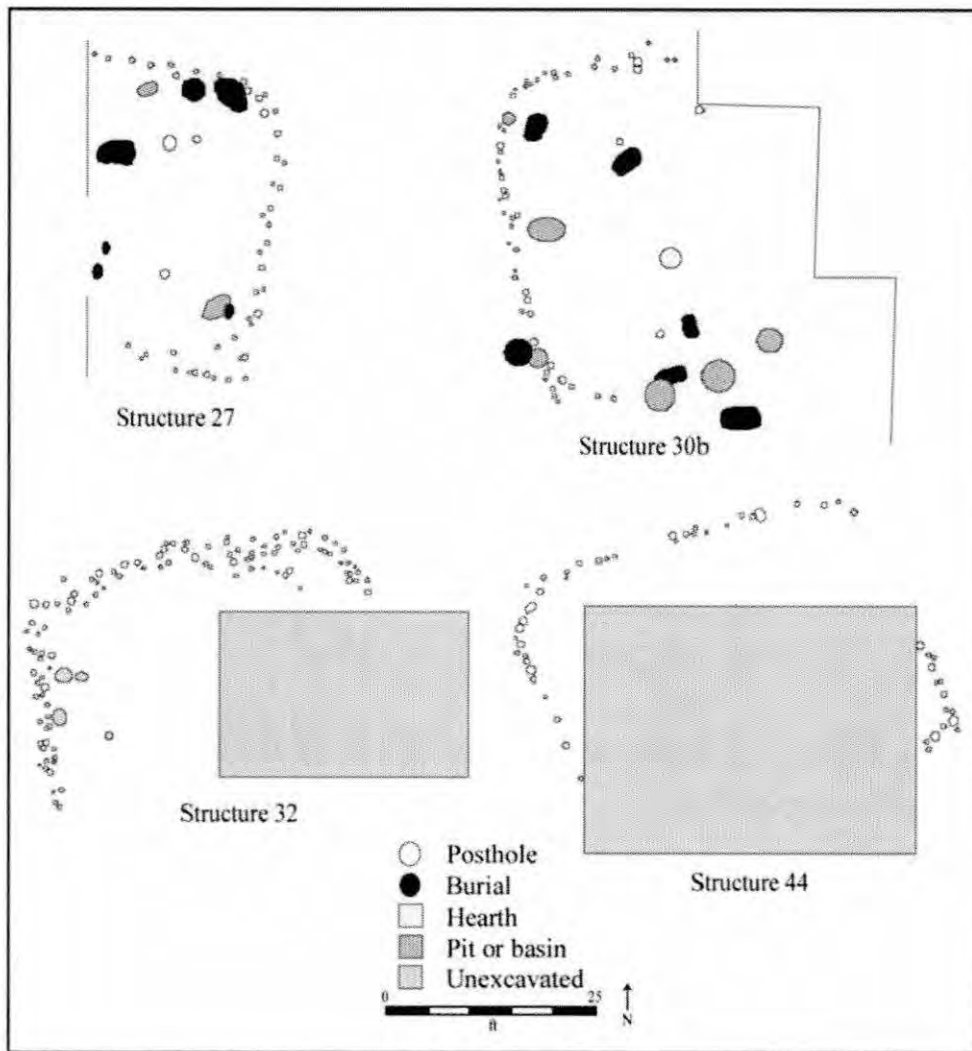 Structure 27
Structure 30b
Structure 32
Structure 44
Posthole
Burial
Hearth
Pit or basin
Unexcavated
0 25
ft
N